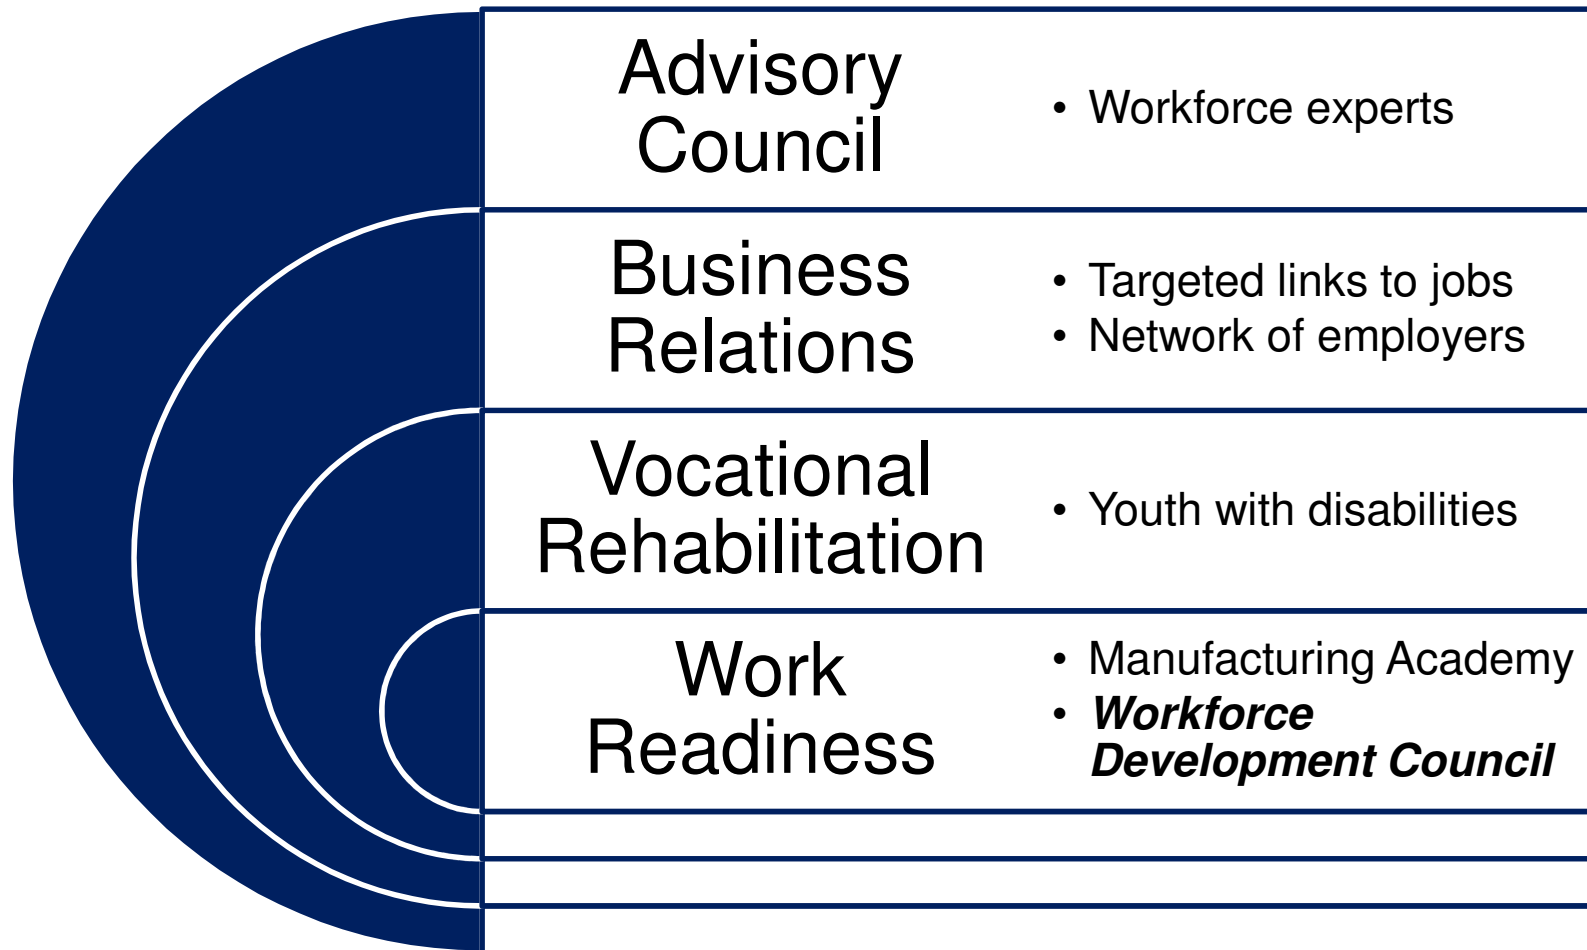 Advisory
Council
• Workforce experts
Business
Relations
• Targeted links to jobs
• Network of employers
Vocational
Rehabilitation
• Youth with disabilities
Work
Readiness
• Manufacturing Academy
• Workforce
Development Council